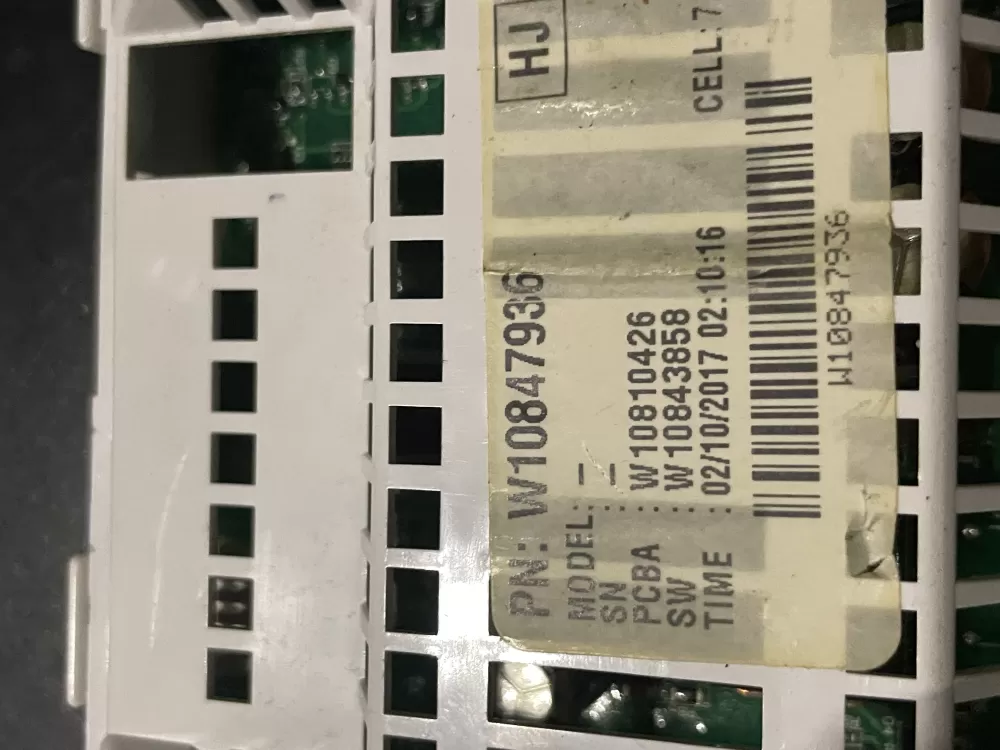 HJ
CELL: 7
PN: W10847936
MODEL: –
SN : –
PCBA : W10810426
SW : W10843858
TIME : 02/10/2017 02:10:16
W10847936